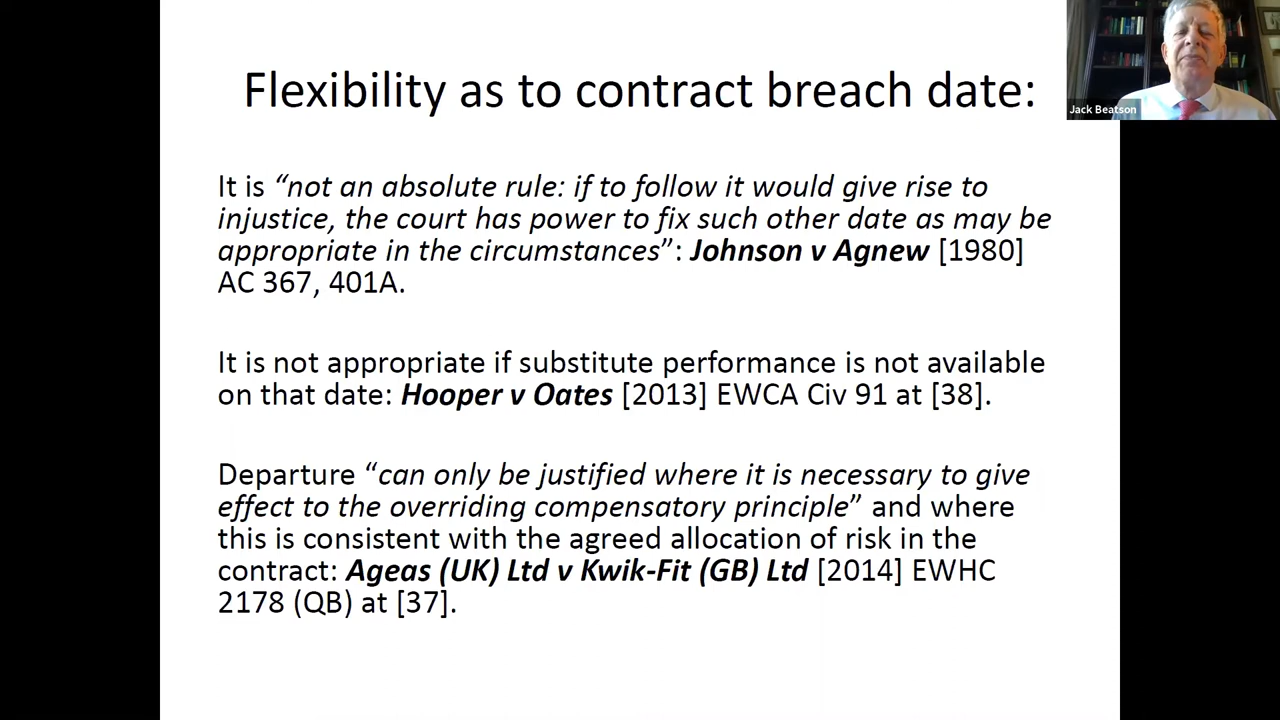 Flexibility as to contract breach date:
Jack Beatson
It is “not an absolute rule: if to follow it would give rise to
injustice, the court has power to fix such other date as may be
appropriate in the circumstances”: Johnson v Agnew [1980]
AC 367, 401A.
It is not appropriate if substitute performance is not available
on that date: Hooper v Oates [2013] EWCA Civ 91 at [38].
Departure “can only be justified where it is necessary to give
effect to the overriding compensatory principle” and where
this is consistent with the agreed allocation of risk in the
contract: Ageas (UK) Ltd v Kwik-Fit (GB) Ltd [2014] EWHC
2178 (QB) at [37].